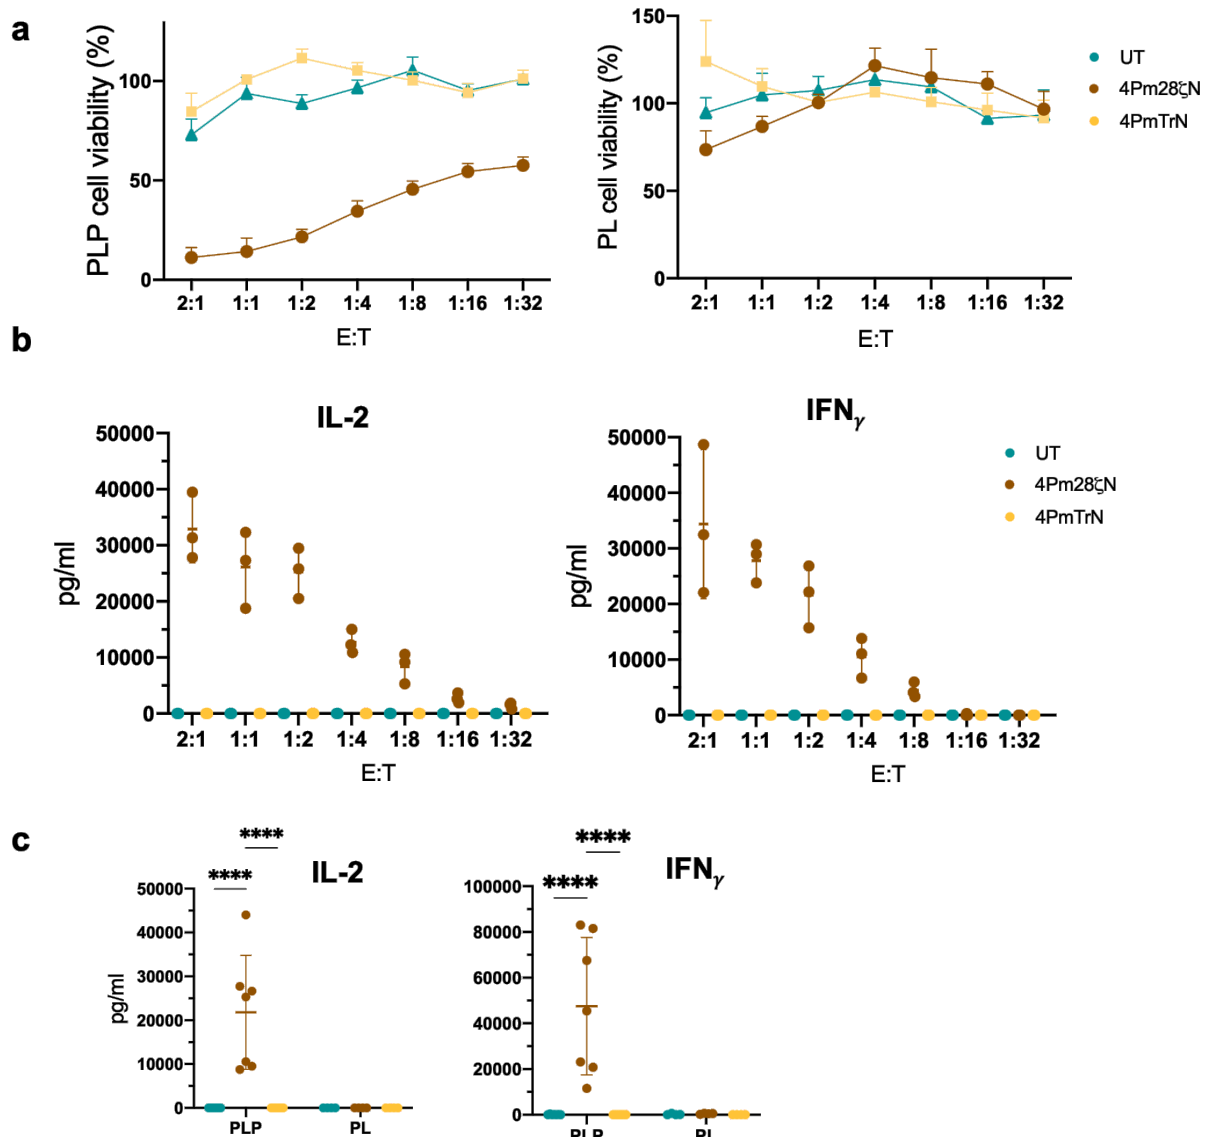 a
PLP cell viability (%)
100
50
0
2:1 1:1 1:2 1:4 1:8 1:16 1:32
E:T
PL cell viability (%)
150
100
50
0
2:1 1:1 1:2 1:4 1:8 1:16 1:32
E:T
UT
4Pm28ζN
4PmTrN
b
IL-2
pg/ml
50000
40000
30000
20000
10000
0
2:1 1:1 1:2 1:4 1:8 1:16 1:32
E:T
IFNγ
pg/ml
50000
40000
30000
20000
10000
0
2:1 1:1 1:2 1:4 1:8 1:16 1:32
E:T
UT
4Pm28ζN
4PmTrN
c
IL-2
****
****
pg/ml
50000
40000
30000
20000
10000
0
PLP PL
IFNγ
****
****
100000
80000
60000
40000
20000
0
PLP PL